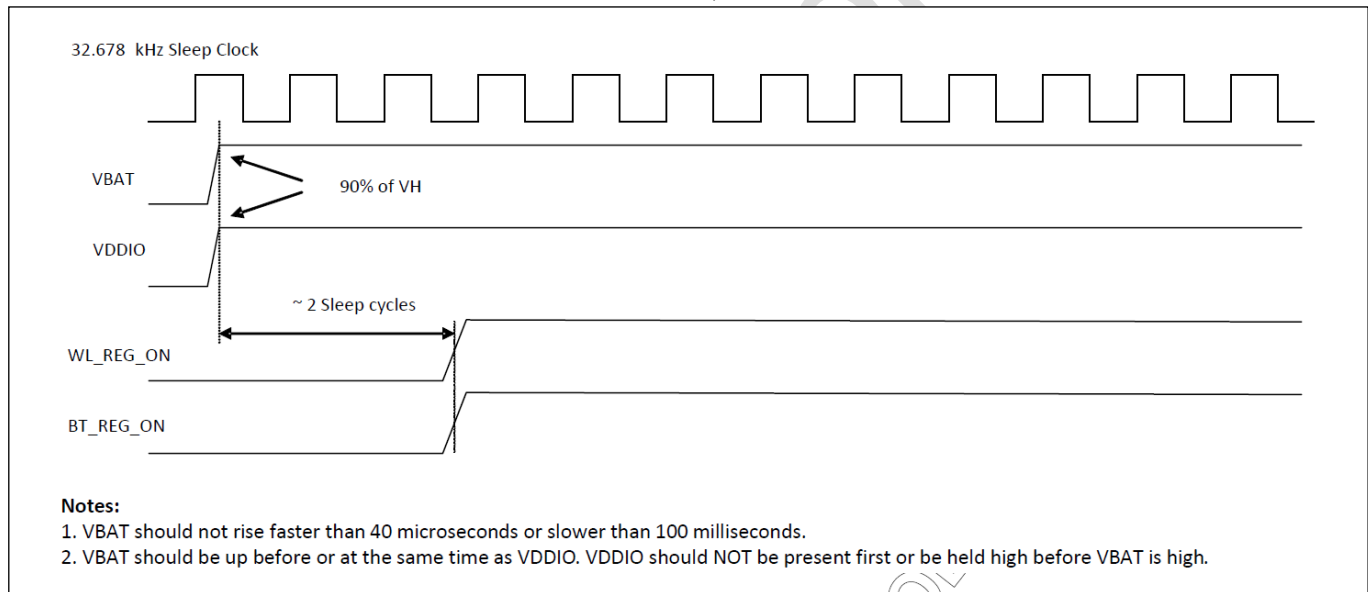 32.678 kHz Sleep Clock
VBAT
90% of VH
VDDIO
~ 2 Sleep cycles
WL_REG_ON
BT_REG_ON
Notes:
1. VBAT should not rise faster than 40 microseconds or slower than 100 milliseconds.
2. VBAT should be up before or at the same time as VDDIO. VDDIO should NOT be present first or be held high before VBAT is high.